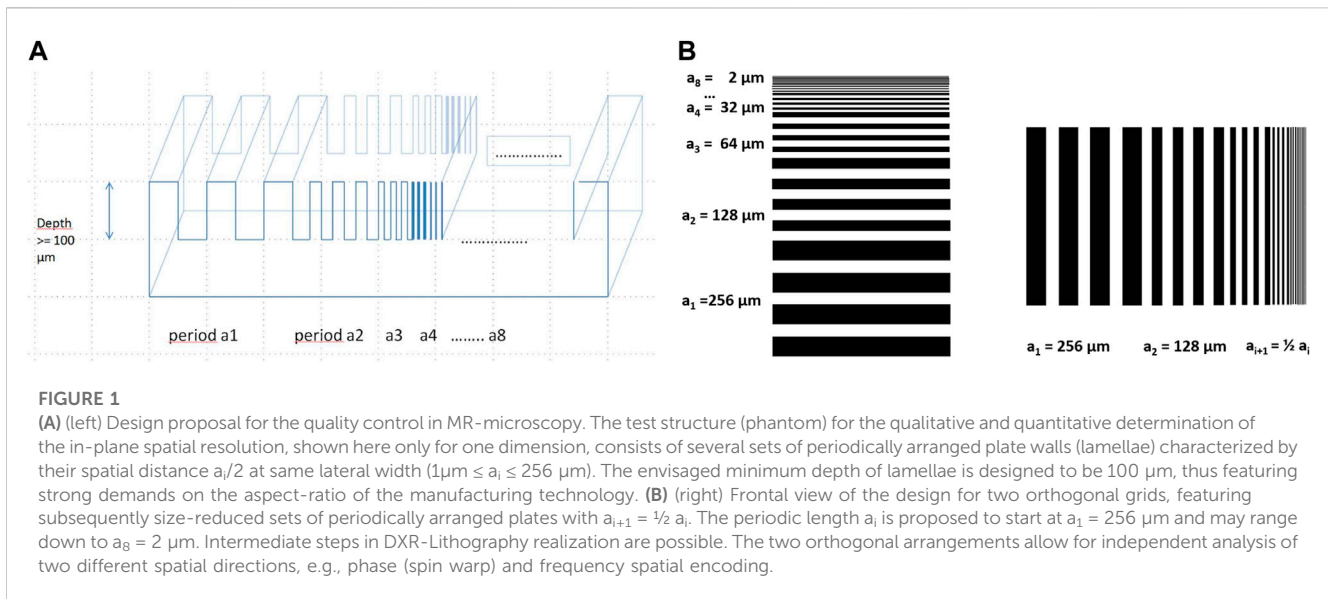 A
Depth
>= 100
μm
……………
……………
period a1 period a2 a3 a4 …….. a8
B
a₈ = 2 μm
...
a₄ = 32 μm
a₃ = 64 μm
a₂ = 128 μm
a₁ =256 μm
a₁ = 256 μm a₂ = 128 μm aᵢ₊₁ = ½ aᵢ
FIGURE 1
(A) (left) Design proposal for the quality control in MR-microscopy. The test structure (phantom) for the qualitative and quantitative determination of
the in-plane spatial resolution, shown here only for one dimension, consists of several sets of periodically arranged plate walls (lamellae) characterized by
their spatial distance aᵢ/2 at same lateral width (1μm ≤ aᵢ ≤ 256 μm). The envisaged minimum depth of lamellae is designed to be 100 μm, thus featuring
strong demands on the aspect-ratio of the manufacturing technology. (B) (right) Frontal view of the design for two orthogonal grids, featuring
subsequently size-reduced sets of periodically arranged plates with aᵢ₊₁ = ½ aᵢ. The periodic length aᵢ is proposed to start at a₁ = 256 μm and may range
down to a₈ = 2 μm. Intermediate steps in DXR-Lithography realization are possible. The two orthogonal arrangements allow for independent analysis of
two different spatial directions, e.g., phase (spin warp) and frequency spatial encoding.